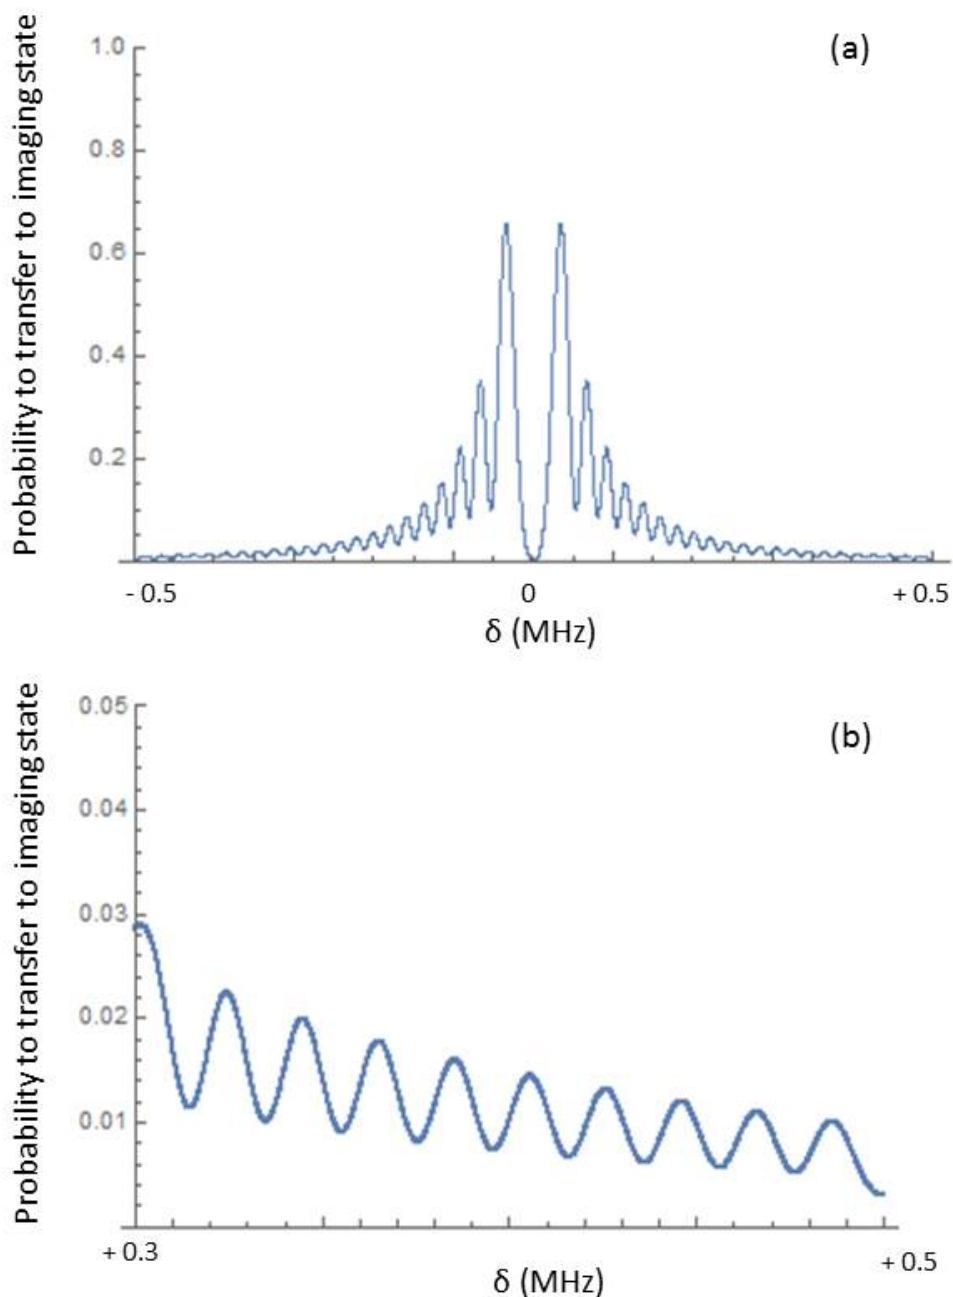 (a)
Probability to transfer to imaging state
1.0
0.8
0.6
0.4
0.2
- 0.5
0
+ 0.5
δ (MHz)
(b)
Probability to transfer to imaging state
0.05
0.04
0.03
0.02
0.01
+ 0.3
+ 0.5
δ (MHz)